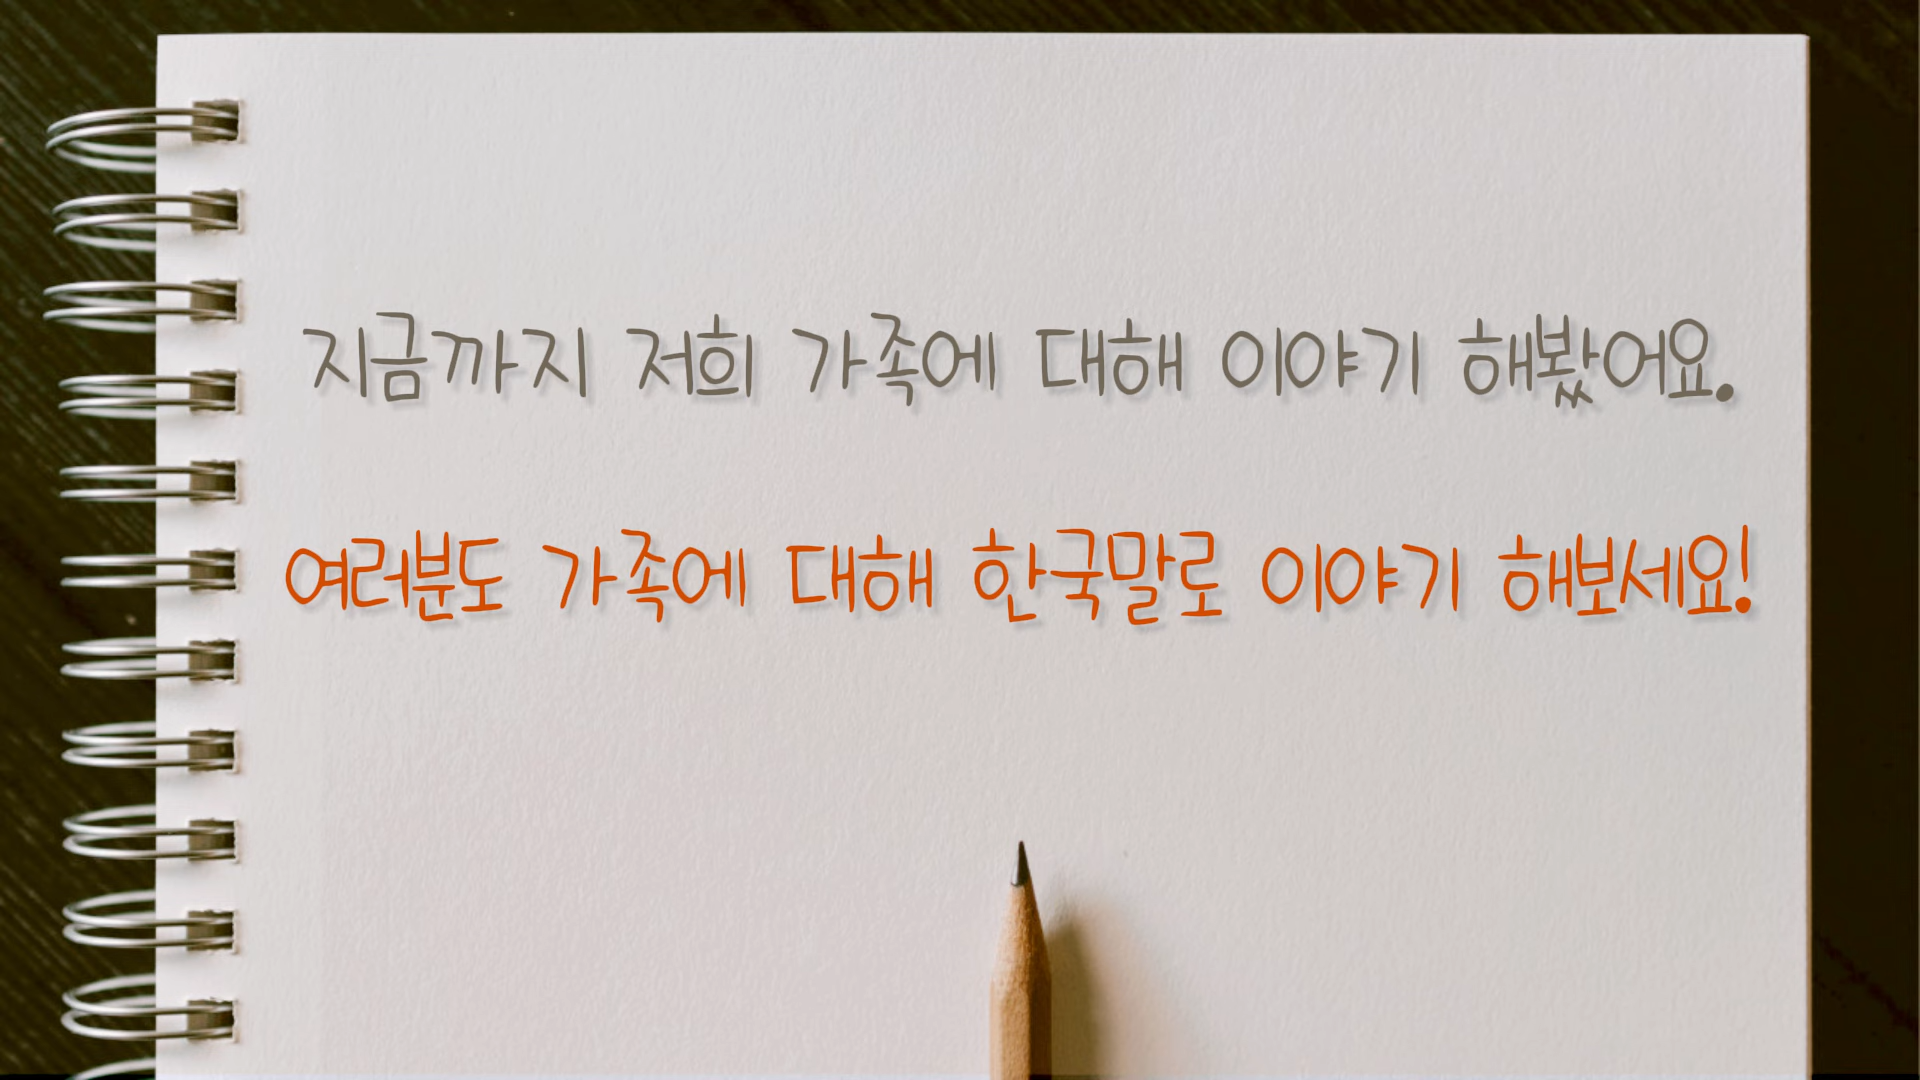 지금까지 저희 가족에 대해 이야기 해봤어요.
여러분도 가족에 대해 한국말로 이야기 해보세요!